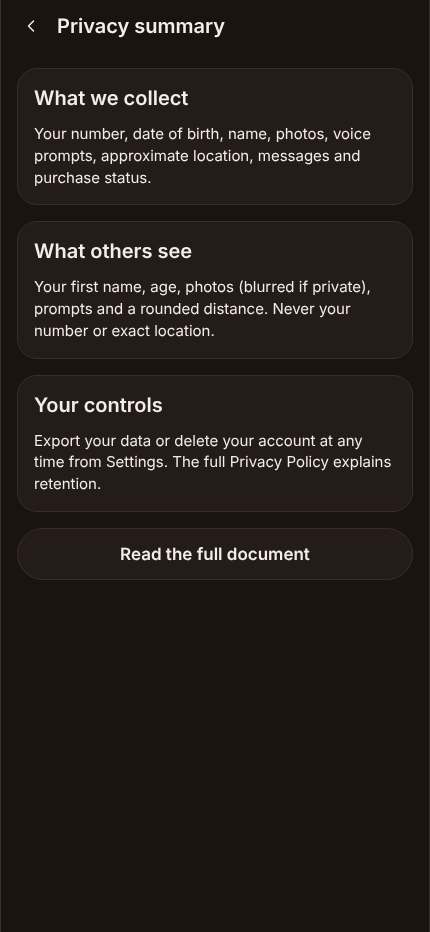 Privacy summary
What we collect
Your number, date of birth, name, photos, voice
prompts, approximate location, messages and
purchase status.
What others see
Your first name, age, photos (blurred if private),
prompts and a rounded distance. Never your
number or exact location.
Your controls
Export your data or delete your account at any
time from Settings. The full Privacy Policy explains
retention.
Read the full document